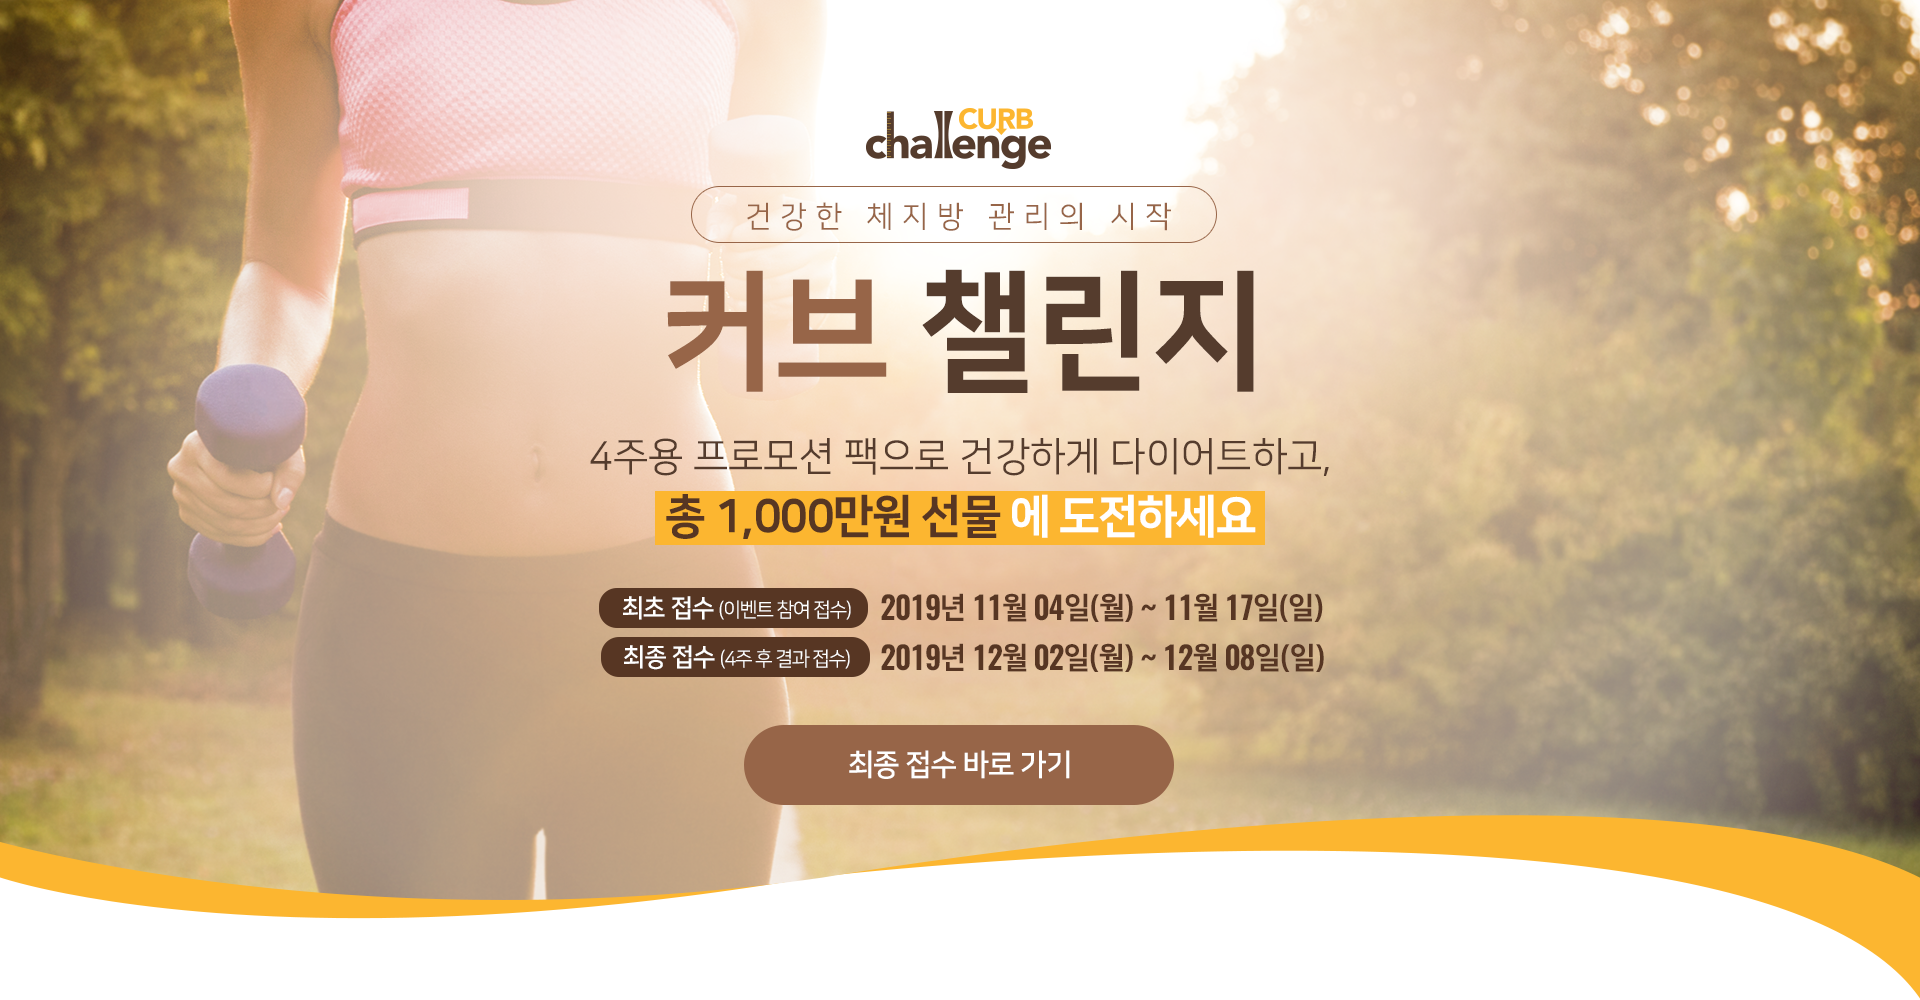 CURB
challenge
건강한 체지방 관리의 시작
커브 챌린지
4주용 프로모션 팩으로 건강하게 다이어트하고,
총 1,000만원 선물 에 도전하세요
최초 접수 (이벤트 참여 접수) 2019년 11월 04일(월) ~ 11월 17일(일)
최종 접수 (4주 후 결과 접수) 2019년 12월 02일(월) ~ 12월 08일(일)
최종 접수 바로 가기